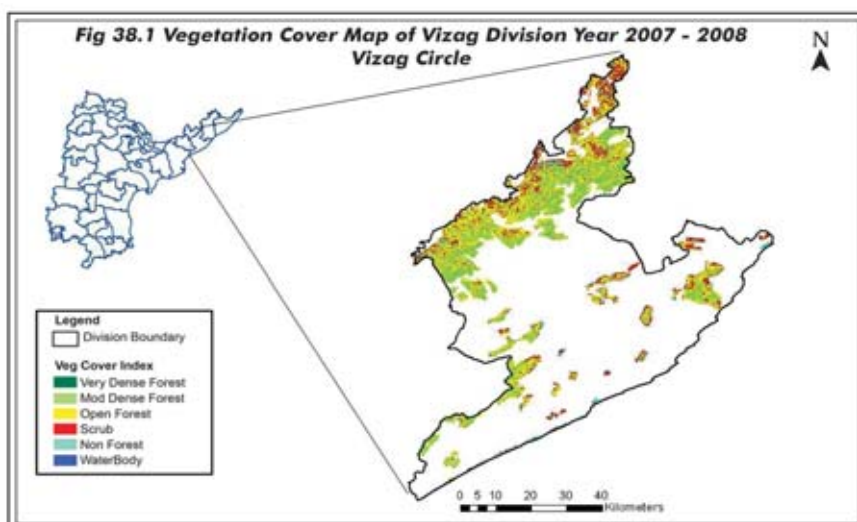 Fig 38.1 Vegetation Cover Map of Vizag Division Year 2007 - 2008
Vizag Circle
N
Legend
Division Boundary
Veg Cover Index
Very Dense Forest
Mod Dense Forest
Open Forest
Scrub
Non Forest
WaterBody
0 5 10 20 30 40
Kilometers